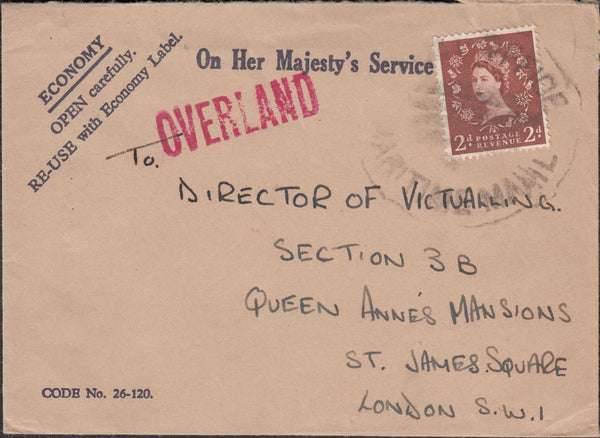 ECONOMY
OPEN carefully.
RE-USE with Economy Label.
On Her Majesty's Service
OVERLAND
2d POSTAGE REVENUE 2d
To.
DIRECTOR OF VICTUALLING.
SECTION 3B
QUEEN ANNE'S MANSIONS
ST. JAMES. SQUARE
LONDON S.W.1
CODE No. 26-120.